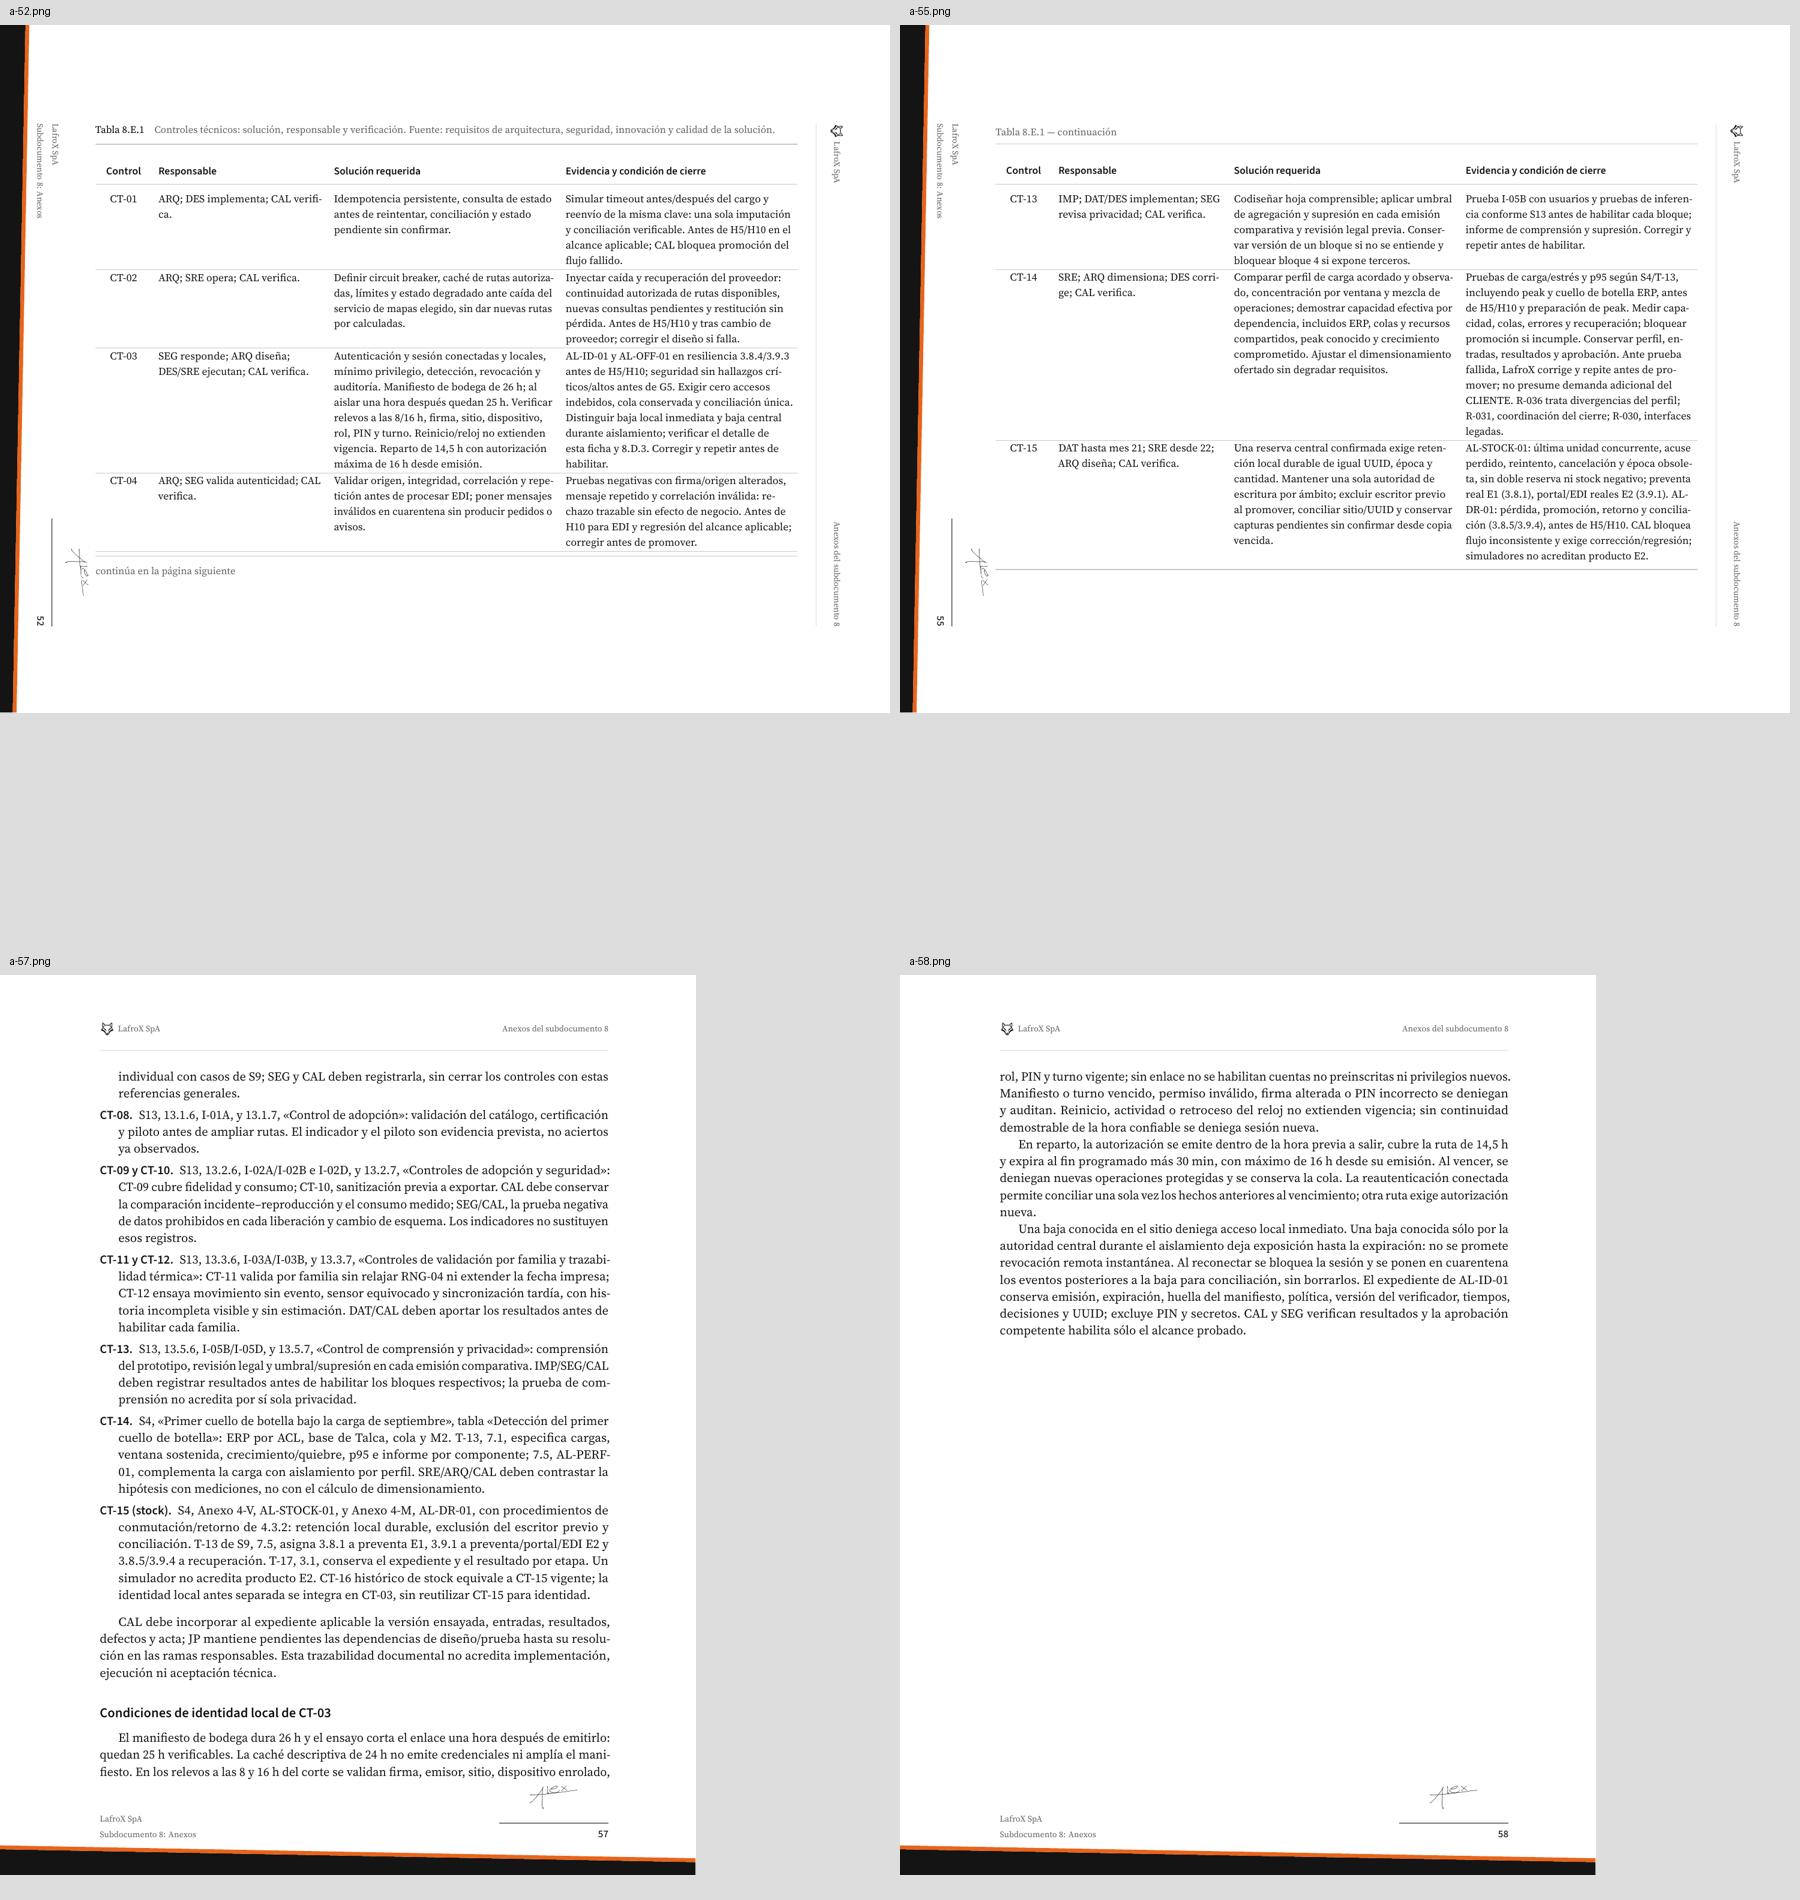 a-52.png
LafroX SpA
Subdocumento 8: Anexos
Tabla 8.E.1 Controles técnicos: solución, responsable y verificación. Fuente: requisitos de arquitectura, seguridad, innovación y calidad de la solución.
Control Responsable Solución requerida Evidencia y condición de cierre
CT-01
ARQ; DES implementa; CAL verifi-
ca.
Idempotencia persistente, consulta de estado
antes de reintentar, conciliación y estado
pendiente sin confirmar.
Simular timeout antes/después del cargo y
reenvío de la misma clave: una sola imputación
y conciliación verificable. Antes de H5/H10 en el
alcance aplicable; CAL bloquea promoción del
flujo fallido.
CT-02
ARQ; SRE opera; CAL verifica.
Definir circuit breaker, caché de rutas autoriza-
das, límites y estado degradado ante caída del
servicio de mapas elegido, sin dar nuevas rutas
por calculadas.
Inyectar caída y recuperación del proveedor:
continuidad autorizada de rutas disponibles,
nuevas consultas pendientes y restitución sin
pérdida. Antes de H5/H10 y tras cambio de
proveedor; corregir el diseño si falla.
CT-03
SEG responde; ARQ diseña;
DES/SRE ejecutan; CAL verifica.
Autenticación y sesión conectadas y locales,
mínimo privilegio, detección, revocación y
auditoría. Manifiesto de bodega de 26 h; al
aislar una hora después quedan 25 h. Verificar
relevos a las 8/16 h, firma, sitio, dispositivo,
rol, PIN y turno. Reinicio/reloj no extienden
vigencia. Reparto de 14,5 h con autorización
máxima de 16 h desde emisión.
AL-ID-01 y AL-OFF-01 en resiliencia 3.8.4/3.9.3
antes de H5/H10; seguridad sin hallazgos crí-
ticos/altos antes de G5. Exigir cero accesos
indebidos, cola conservada y conciliación única.
Distinguir baja local inmediata y baja central
durante aislamiento; verificar el detalle de
esta ficha y 8.D.3. Corregir y repetir antes de
habilitar.
CT-04
ARQ; SEG valida autenticidad; CAL
verifica.
Validar origen, integridad, correlación y repe-
tición antes de procesar EDI; poner mensajes
inválidos en cuarentena sin producir pedidos o
avisos.
Pruebas negativas con firma/origen alterados,
mensaje repetido y correlación inválida: re-
chazo trazable sin efecto de negocio. Antes de
H10 para EDI y regresión del alcance aplicable;
corregir antes de promover.
continúa en la página siguiente
Alex
52
LafroX SpA
Anexos del subdocumento 8
a-55.png
LafroX SpA
Subdocumento 8: Anexos
Tabla 8.E.1 — continuación
Control Responsable Solución requerida Evidencia y condición de cierre
CT-13
IMP; DAT/DES implementan; SEG
revisa privacidad; CAL verifica.
Codiseñar hoja comprensible; aplicar umbral
de agregación y supresión en cada emisión
comparativa y revisión legal previa. Conser-
var versión de un bloque si no se entiende y
bloquear bloque 4 si expone terceros.
Prueba I-05B con usuarios y pruebas de inferen-
cia conforme S13 antes de habilitar cada bloque;
informe de comprensión y supresión. Corregir y
repetir antes de habilitar.
CT-14
SRE; ARQ dimensiona; DES corri-
ge; CAL verifica.
Comparar perfil de carga acordado y observa-
do, concentración por ventana y mezcla de
operaciones; demostrar capacidad efectiva por
dependencia, incluidos ERP, colas y recursos
compartidos, peak conocido y crecimiento
comprometido. Ajustar el dimensionamiento
ofertado sin degradar requisitos.
Pruebas de carga/estrés y p95 según S4/T-13,
incluyendo peak y cuello de botella ERP, antes
de H5/H10 y preparación de peak. Medir capa-
cidad, colas, errores y recuperación; bloquear
promoción si incumple. Conservar perfil, en-
tradas, resultados y aprobación. Ante prueba
fallida, LafroX corrige y repite antes de pro-
mover; no presume demanda adicional del
CLIENTE. R-036 trata divergencias del perfil;
R-031, coordinación del cierre; R-030, interfaces
legadas.
CT-15
DAT hasta mes 21; SRE desde 22;
ARQ diseña; CAL verifica.
Una reserva central confirmada exige reten-
ción local durable de igual UUID, época y
cantidad. Mantener una sola autoridad de
escritura por ámbito; excluir escritor previo
al promover, conciliar sitio/UUID y conservar
capturas pendientes sin confirmar desde copia
vencida.
AL-STOCK-01: última unidad concurrente, acuse
perdido, reintento, cancelación y época obsole-
ta, sin doble reserva ni stock negativo; preventa
real E1 (3.8.1), portal/EDI reales E2 (3.9.1). AL-
DR-01: pérdida, promoción, retorno y concilia-
ción (3.8.5/3.9.4), antes de H5/H10. CAL bloquea
flujo inconsistente y exige corrección/regresión;
simuladores no acreditan producto E2.
Alex
55
LafroX SpA
Anexos del subdocumento 8
a-57.png
LafroX SpA Anexos del subdocumento 8
individual con casos de S9; SEG y CAL deben registrarla, sin cerrar los controles con estas
referencias generales.
CT-08. S13, 13.1.6, I-01A, y 13.1.7, «Control de adopción»: validación del catálogo, certificación
y piloto antes de ampliar rutas. El indicador y el piloto son evidencia prevista, no aciertos
ya observados.
CT-09 y CT-10. S13, 13.2.6, I-02A/I-02B e I-02D, y 13.2.7, «Controles de adopción y seguridad»:
CT-09 cubre fidelidad y consumo; CT-10, sanitización previa a exportar. CAL debe conservar
la comparación incidente–reproducción y el consumo medido; SEG/CAL, la prueba negativa
de datos prohibidos en cada liberación y cambio de esquema. Los indicadores no sustituyen
esos registros.
CT-11 y CT-12. S13, 13.3.6, I-03A/I-03B, y 13.3.7, «Controles de validación por familia y trazabi-
lidad térmica»: CT-11 valida por familia sin relajar RNG-04 ni extender la fecha impresa;
CT-12 ensaya movimiento sin evento, sensor equivocado y sincronización tardía, con his-
toria incompleta visible y sin estimación. DAT/CAL deben aportar los resultados antes de
habilitar cada familia.
CT-13. S13, 13.5.6, I-05B/I-05D, y 13.5.7, «Control de comprensión y privacidad»: comprensión
del prototipo, revisión legal y umbral/supresión en cada emisión comparativa. IMP/SEG/CAL
deben registrar resultados antes de habilitar los bloques respectivos; la prueba de com-
prensión no acredita por sí sola privacidad.
CT-14. S4, «Primer cuello de botella bajo la carga de septiembre», tabla «Detección del primer
cuello de botella»: ERP por ACL, base de Talca, cola y M2. T-13, 7.1, especifica cargas,
ventana sostenida, crecimiento/quiebre, p95 e informe por componente; 7.5, AL-PERF-
01, complementa la carga con aislamiento por perfil. SRE/ARQ/CAL deben contrastar la
hipótesis con mediciones, no con el cálculo de dimensionamiento.
CT-15 (stock). S4, Anexo 4-V, AL-STOCK-01, y Anexo 4-M, AL-DR-01, con procedimientos de
conmutación/retorno de 4.3.2: retención local durable, exclusión del escritor previo y
conciliación. T-13 de S9, 7.5, asigna 3.8.1 a preventa E1, 3.9.1 a preventa/portal/EDI E2 y
3.8.5/3.9.4 a recuperación. T-17, 3.1, conserva el expediente y el resultado por etapa. Un
simulador no acredita producto E2. CT-16 histórico de stock equivale a CT-15 vigente; la
identidad local antes separada se integra en CT-03, sin reutilizar CT-15 para identidad.
CAL debe incorporar al expediente aplicable la versión ensayada, entradas, resultados,
defectos y acta; JP mantiene pendientes las dependencias de diseño/prueba hasta su resolu-
ción en las ramas responsables. Esta trazabilidad documental no acredita implementación,
ejecución ni aceptación técnica.
Condiciones de identidad local de CT-03
El manifiesto de bodega dura 26 h y el ensayo corta el enlace una hora después de emitirlo:
quedan 25 h verificables. La caché descriptiva de 24 h no emite credenciales ni amplía el mani-
fiesto. En los relevos a las 8 y 16 h del corte se validan firma, emisor, sitio, dispositivo enrolado,
Alex
LafroX SpA
Subdocumento 8: Anexos 57
a-58.png
LafroX SpA Anexos del subdocumento 8
rol, PIN y turno vigente; sin enlace no se habilitan cuentas no preinscritas ni privilegios nuevos.
Manifiesto o turno vencido, permiso inválido, firma alterada o PIN incorrecto se deniegan
y auditan. Reinicio, actividad o retroceso del reloj no extienden vigencia; sin continuidad
demostrable de la hora confiable se deniega sesión nueva.
En reparto, la autorización se emite dentro de la hora previa a salir, cubre la ruta de 14,5 h
y expira al fin programado más 30 min, con máximo de 16 h desde su emisión. Al vencer, se
deniegan nuevas operaciones protegidas y se conserva la cola. La reautenticación conectada
permite conciliar una sola vez los hechos anteriores al vencimiento; otra ruta exige autorización
nueva.
Una baja conocida en el sitio deniega acceso local inmediato. Una baja conocida sólo por la
autoridad central durante el aislamiento deja exposición hasta la expiración: no se promete
revocación remota instantánea. Al reconectar se bloquea la sesión y se ponen en cuarentena
los eventos posteriores a la baja para conciliación, sin borrarlos. El expediente de AL-ID-01
conserva emisión, expiración, huella del manifiesto, política, versión del verificador, tiempos,
decisiones y UUID; excluye PIN y secretos. CAL y SEG verifican resultados y la aprobación
competente habilita sólo el alcance probado.
Alex
LafroX SpA
Subdocumento 8: Anexos 58